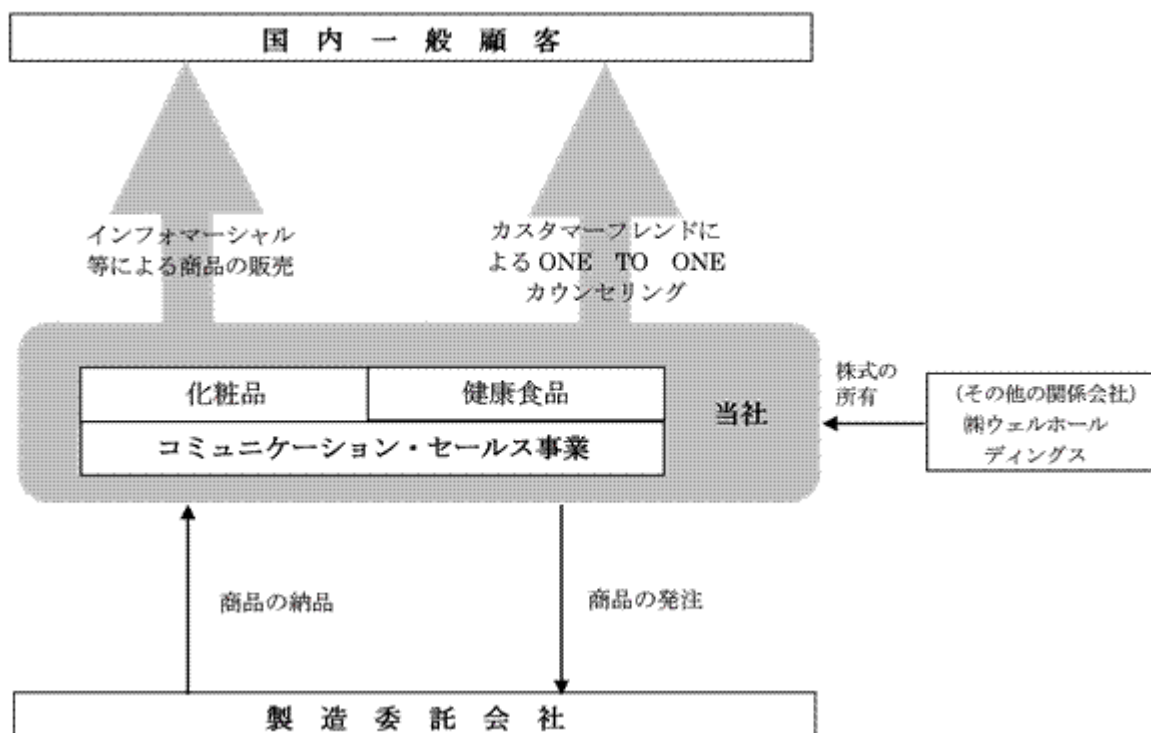 国内一般顧客
インフォマーシャル
等による商品の販売
カスタマーフレンドに
よるONE TO ONE
カウンセリング
化粧品
健康食品
コミュニケーション・セールス事業
当社
株式の
所有
(その他の関係会社)
㈱ウェルホール
ディングス
商品の納品
商品の発注
製造委託会社